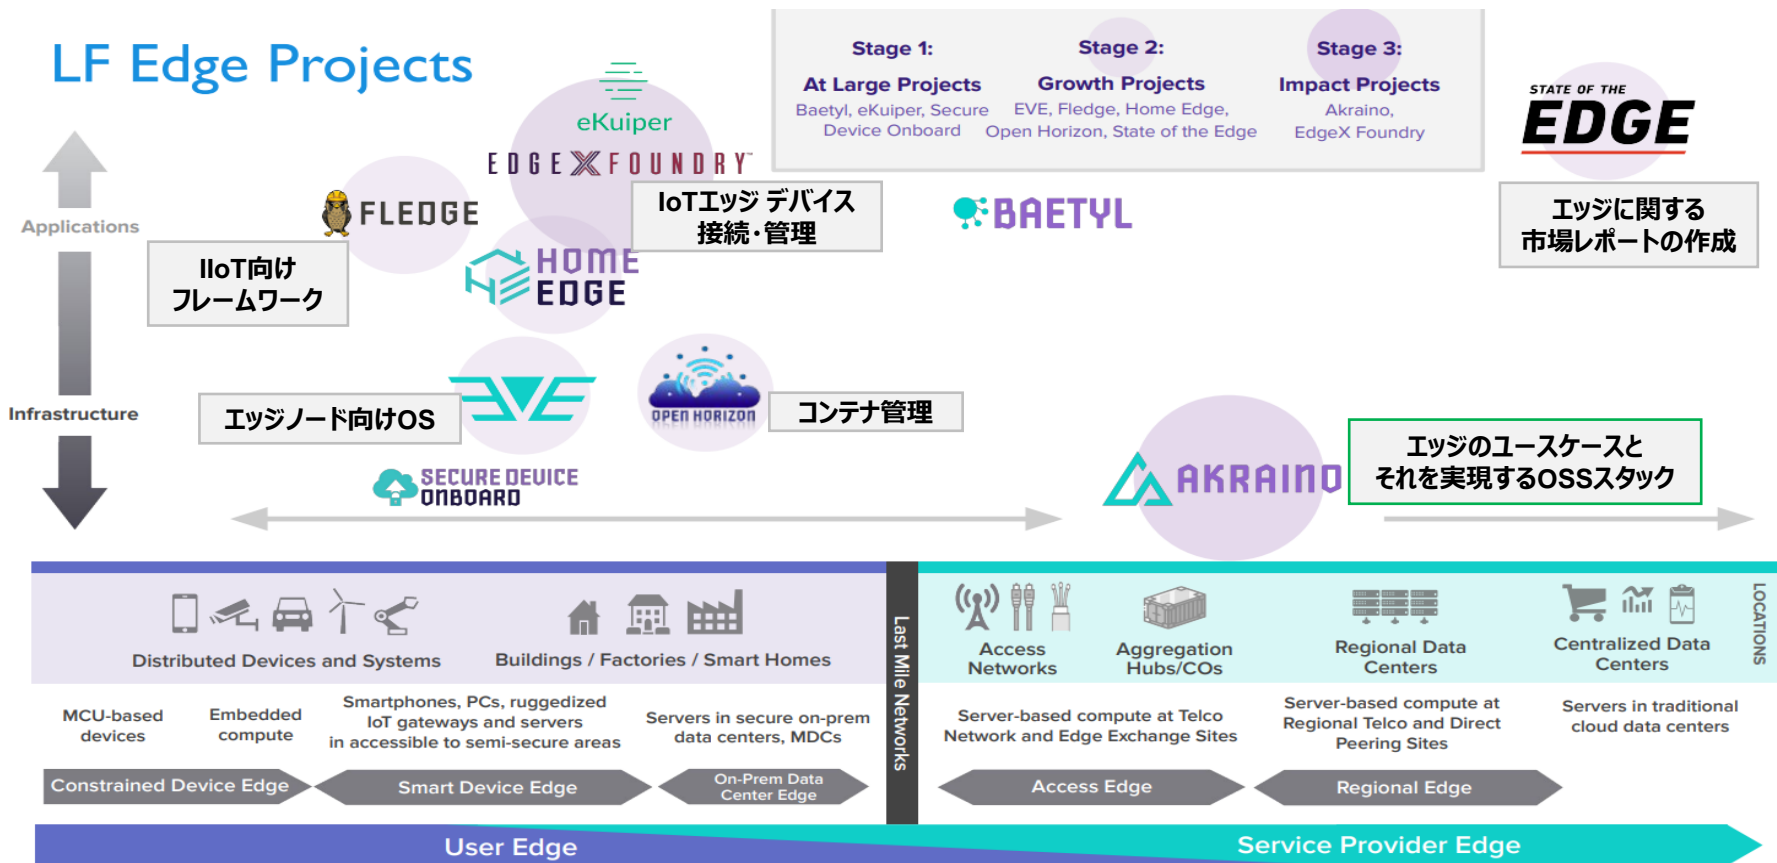 LF Edge Projects
Stage 1:
At Large Projects
Baetyl, eKuiper, Secure
Device Onboard
Stage 2:
Growth Projects
EVE, Fledge, Home Edge,
Open Horizon, State of the Edge
Stage 3:
Impact Projects
Akraino,
EdgeX Foundry
STATE OF THE
EDGE
エッジに関する
市場レポートの作成
eKuiper
EDGE X FOUNDRY™
IoTエッジ デバイス
接続・管理
Applications
FLEDGE
IIoT向け
フレームワーク
HOME
EDGE
BAETYL
Infrastructure
エッジノード向けOS
EVE
OPEN HORIZON
コンテナ管理
SECURE DEVICE
ONBOARD
AKRAINO
エッジのユースケースと
それを実現するOSSスタック
Distributed Devices and Systems
Buildings / Factories / Smart Homes
Last Mile Networks
Access
Networks
Aggregation
Hubs/COs
Regional Data
Centers
Centralized Data
Centers
LOCATIONS
MCU-based
devices
Embedded
compute
Smartphones, PCs, ruggedized
IoT gateways and servers
in accessible to semi-secure areas
Servers in secure on-prem
data centers, MDCs
Server-based compute at Telco
Network and Edge Exchange Sites
Server-based compute at
Regional Telco and Direct
Peering Sites
Servers in traditional
cloud data centers
Constrained Device Edge
Smart Device Edge
On-Prem Data
Center Edge
Access Edge
Regional Edge
User Edge
Service Provider Edge